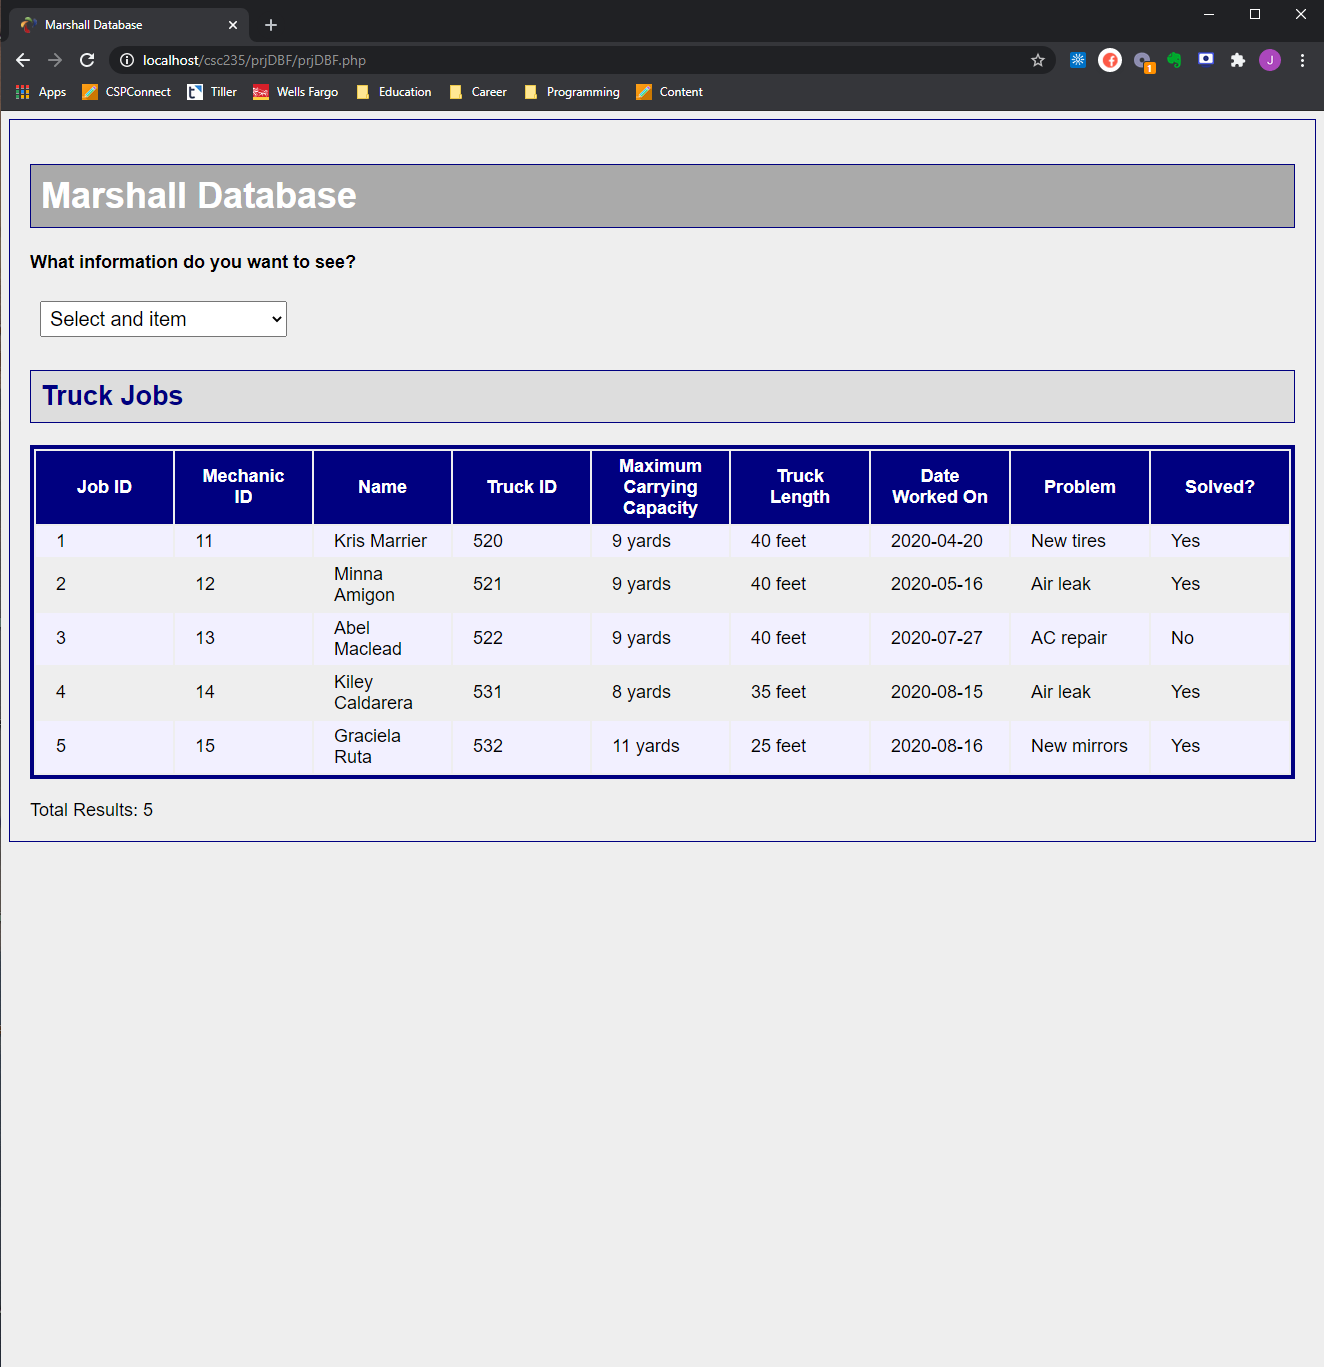 Marshall Database
localhost/csc235/prjDBF/prjDBF.php
1
J
Apps CSPConnect Tiller Wells Fargo Education Career Programming Content
Marshall Database
What information do you want to see?
Select and item
Truck Jobs
Job ID Mechanic ID Name Truck ID Maximum Carrying Capacity Truck Length Date Worked On Problem Solved?
1 11 Kris Marrier 520 9 yards 40 feet 2020-04-20 New tires Yes
2 12 Minna Amigon 521 9 yards 40 feet 2020-05-16 Air leak Yes
3 13 Abel Maclead 522 9 yards 40 feet 2020-07-27 AC repair No
4 14 Kiley Caldarera 531 8 yards 35 feet 2020-08-15 Air leak Yes
5 15 Graciela Ruta 532 11 yards 25 feet 2020-08-16 New mirrors Yes
Total Results: 5